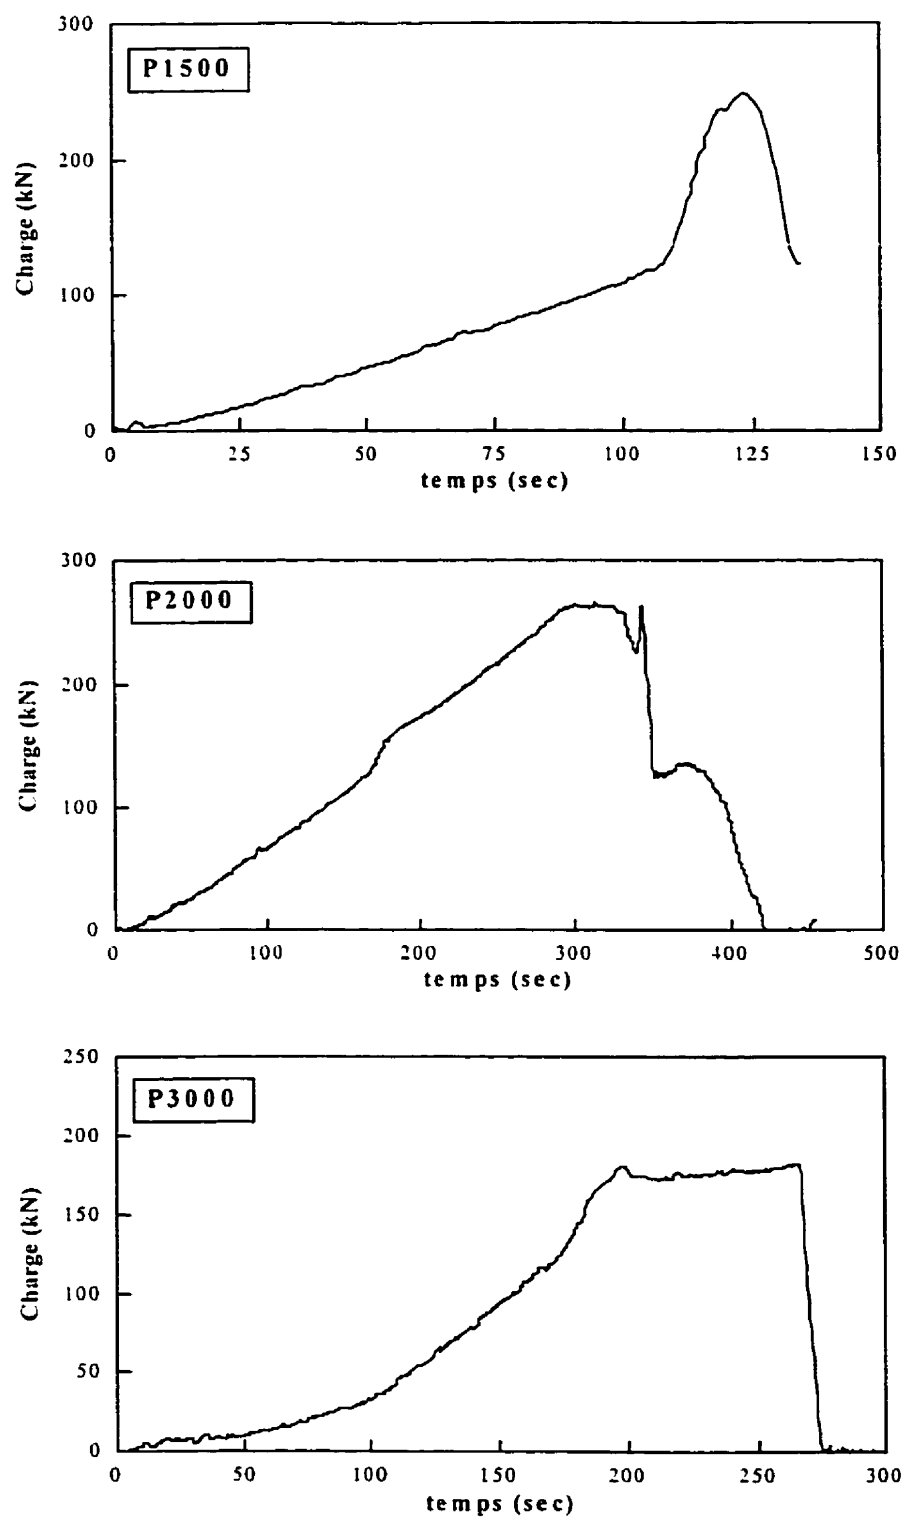 300
P1500
200
Charge (kN)
100
0
0 25 50 75 100 125 150
temps (sec)
300
P2000
200
Charge (kN)
100
0
0 100 200 300 400 500
temps (sec)
250
P3000
200
150
Charge (kN)
100
50
0
0 50 100 150 200 250 300
temps (sec)